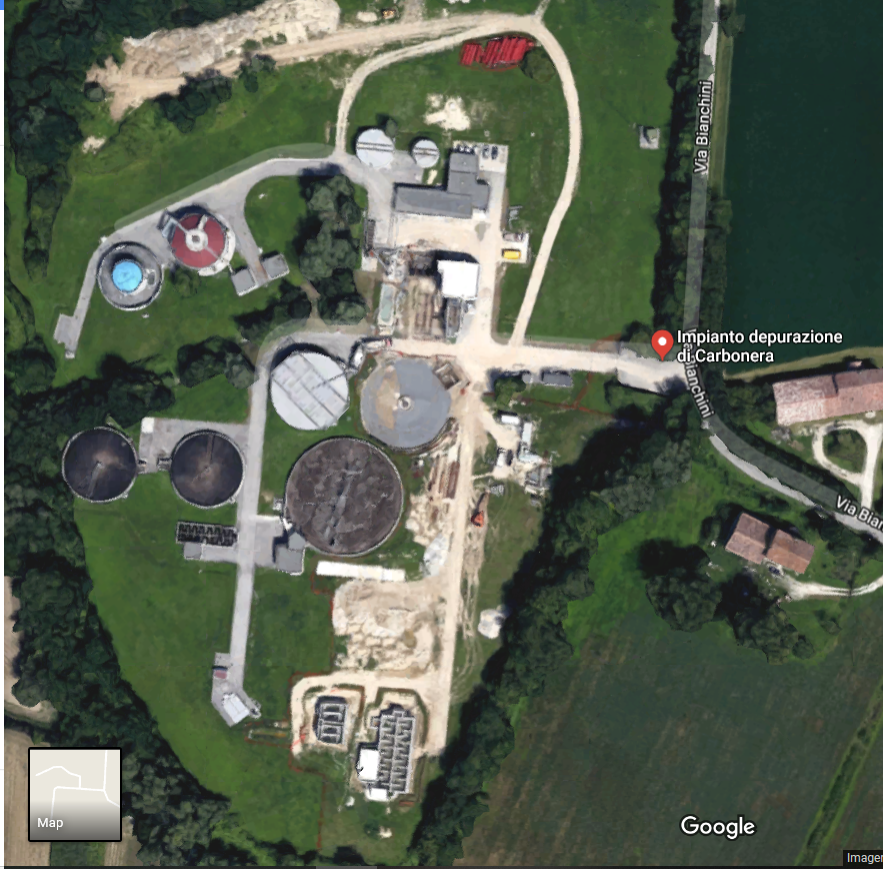 Via Bianchini
Impianto depurazione
di Carbonera
Bianchini
Via Bian
Map
Google
Imager